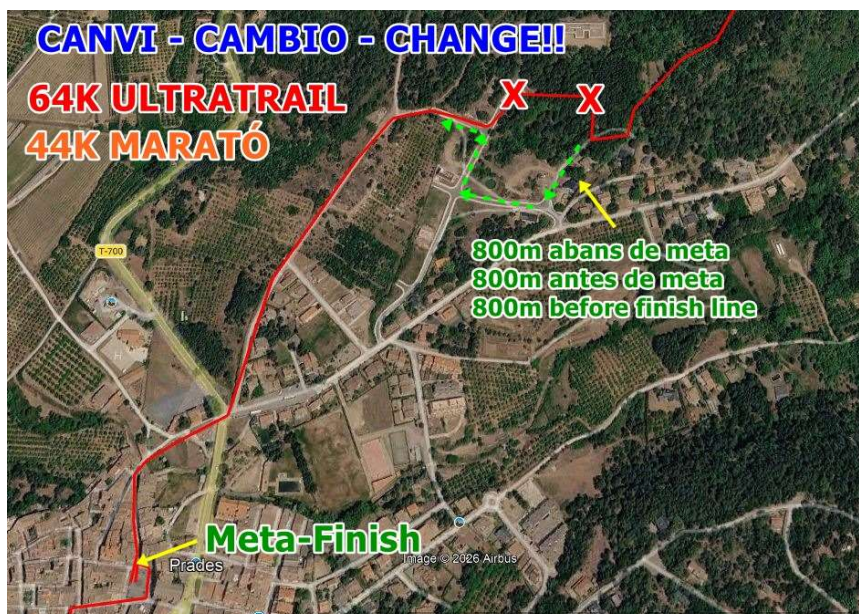 CANVI - CAMBIO - CHANGE!!
64K ULTRATRAIL
44K MARATÓ
X X
T-700
800m abans de meta
800m antes de meta
800m before finish line
H
Meta-Finish
Prades
Image © 2026 Airbus